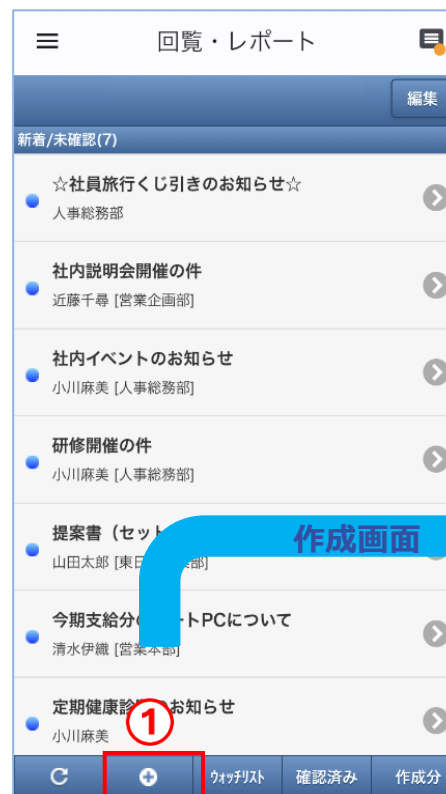 回覧・レポート
編集
新着/未確認(7)
☆社員旅行くじ引きのお知らせ☆
人事総務部
社内説明会開催の件
近藤千尋 [営業企画部]
社内イベントのお知らせ
小川麻美 [人事総務部]
研修開催の件
小川麻美 [人事総務部]
提案書（セット
作成画面
山田太郎 [東日 部]
今期支給分 トPCについて
清水伊織 [営業本部]
定期健康診 お知らせ
①
小川麻美
ウォッチリスト 確認済み 作成分